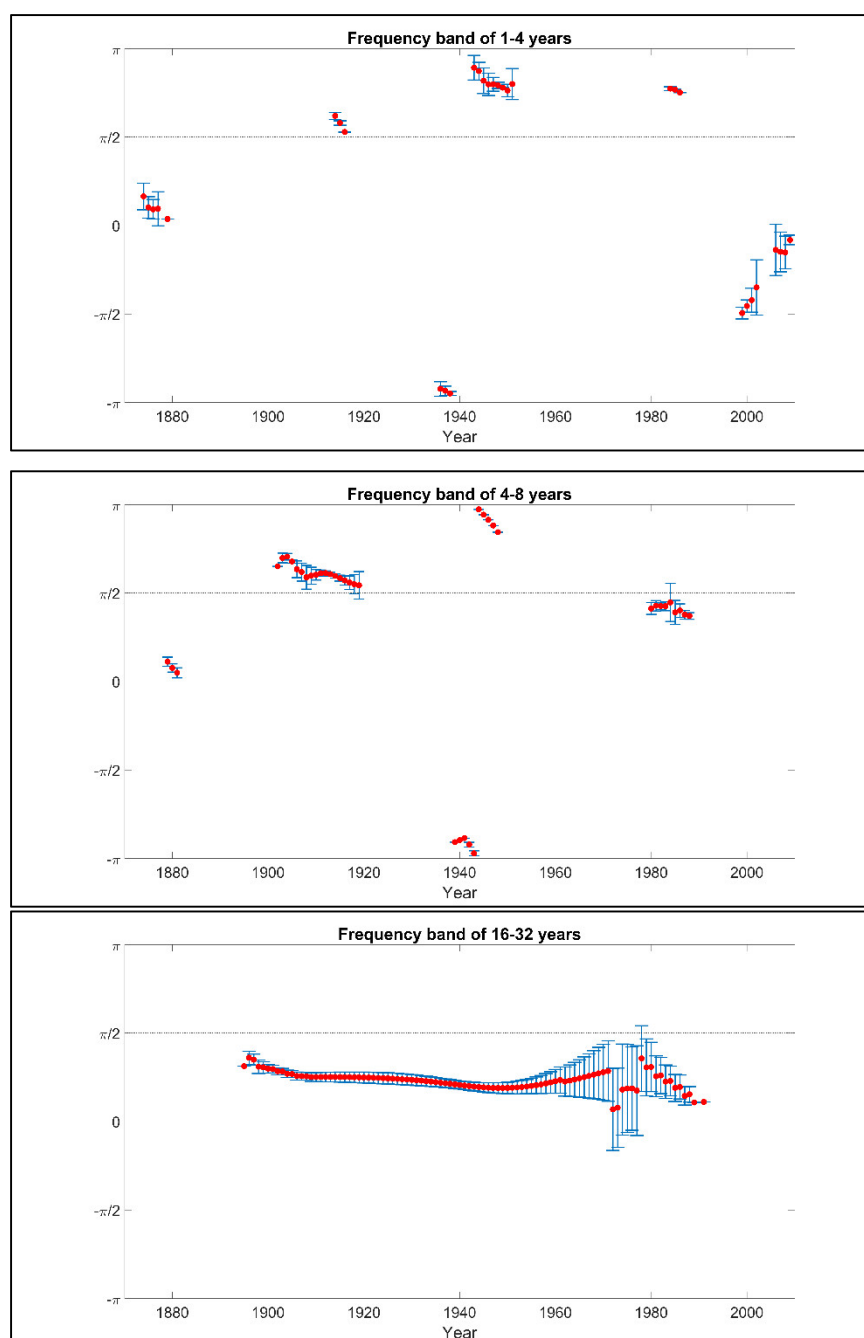 Frequency band of 1-4 years
π
π/2
0
-π/2
-π
1880 1900 1920 1940 1960 1980 2000
Year
Frequency band of 4-8 years
π
π/2
0
-π/2
-π
1880 1900 1920 1940 1960 1980 2000
Year
Frequency band of 16-32 years
π
π/2
0
-π/2
-π
1880 1900 1920 1940 1960 1980 2000
Year